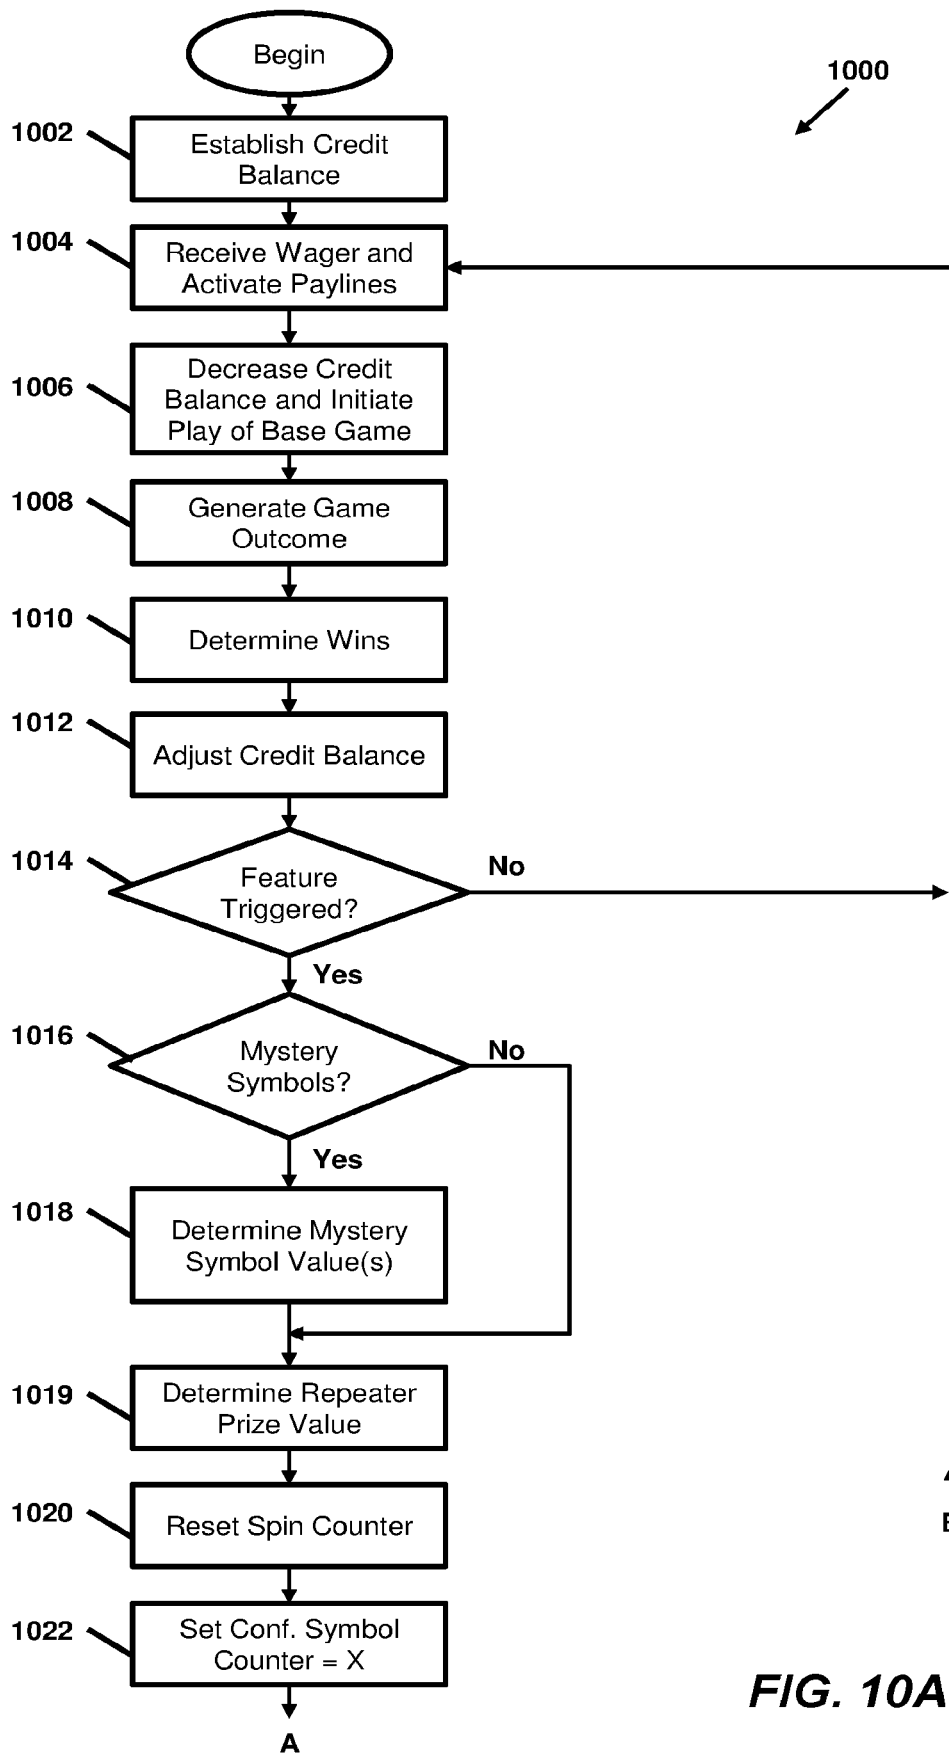 Begin
1000
1002
Establish Credit
Balance
1004
Receive Wager and
Activate Paylines
1006
Decrease Credit
Balance and Initiate
Play of Base Game
1008
Generate Game
Outcome
1010
Determine Wins
1012
Adjust Credit Balance
1014
Feature
Triggered?
No
Yes
1016
Mystery
Symbols?
No
Yes
1018
Determine Mystery
Symbol Value(s)
1019
Determine Repeater
Prize Value
1020
Reset Spin Counter
1022
Set Conf. Symbol
Counter = X
A
FIG. 10A